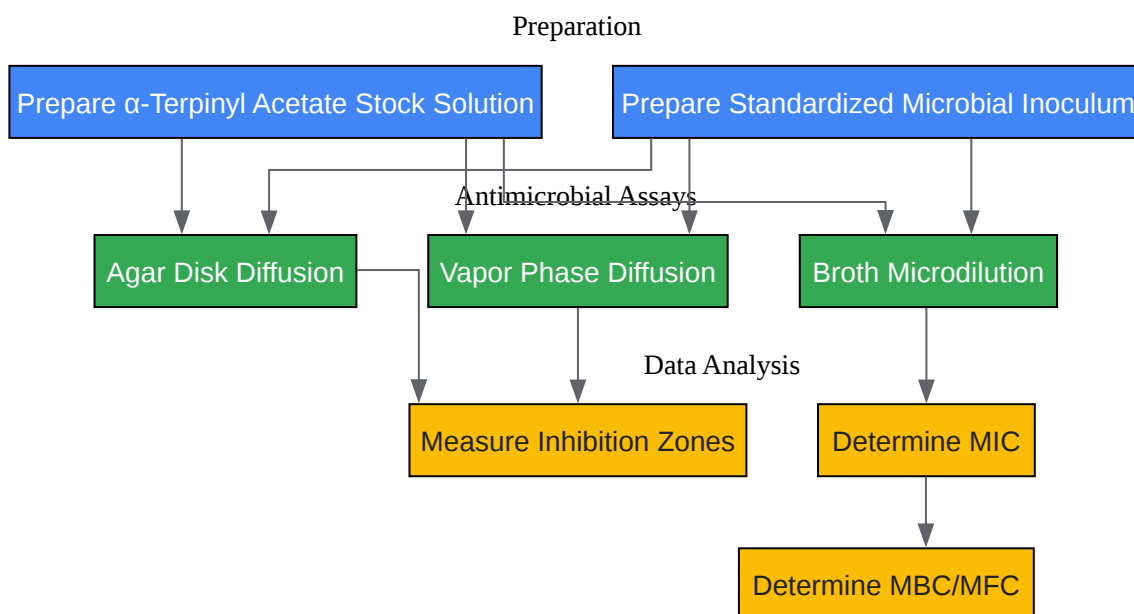 Preparation
Prepare α-Terpinyl Acetate Stock Solution
Prepare Standardized Microbial Inoculum
Antimicrobial Assays
Agar Disk Diffusion
Vapor Phase Diffusion
Broth Microdilution
Data Analysis
Measure Inhibition Zones
Determine MIC
Determine MBC/MFC